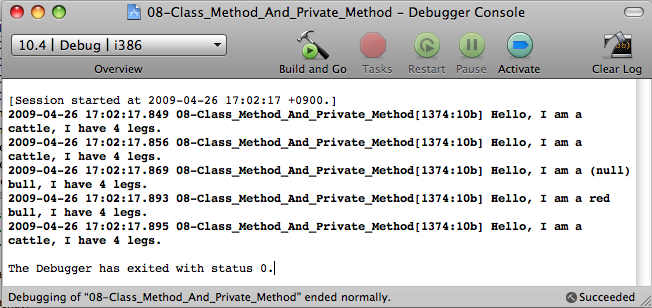 08-Class_Method_And_Private_Method – Debugger Console
10.4 | Debug | i386
Overview
Build and Go
Tasks
Restart
Pause
Activate
Clear Log
[Session started at 2009-04-26 17:02:17 +0900.]
2009-04-26 17:02:17.849 08-Class_Method_And_Private_Method[1374:10b] Hello, I am a
cattle, I have 4 legs.
2009-04-26 17:02:17.856 08-Class_Method_And_Private_Method[1374:10b] Hello, I am a
cattle, I have 4 legs.
2009-04-26 17:02:17.869 08-Class_Method_And_Private_Method[1374:10b] Hello, I am a (null)
bull, I have 4 legs.
2009-04-26 17:02:17.893 08-Class_Method_And_Private_Method[1374:10b] Hello, I am a red
bull, I have 4 legs.
2009-04-26 17:02:17.895 08-Class_Method_And_Private_Method[1374:10b] Hello, I am a
cattle, I have 4 legs.
The Debugger has exited with status 0.
Debugging of "08-Class_Method_And_Private_Method" ended normally.
Succeeded